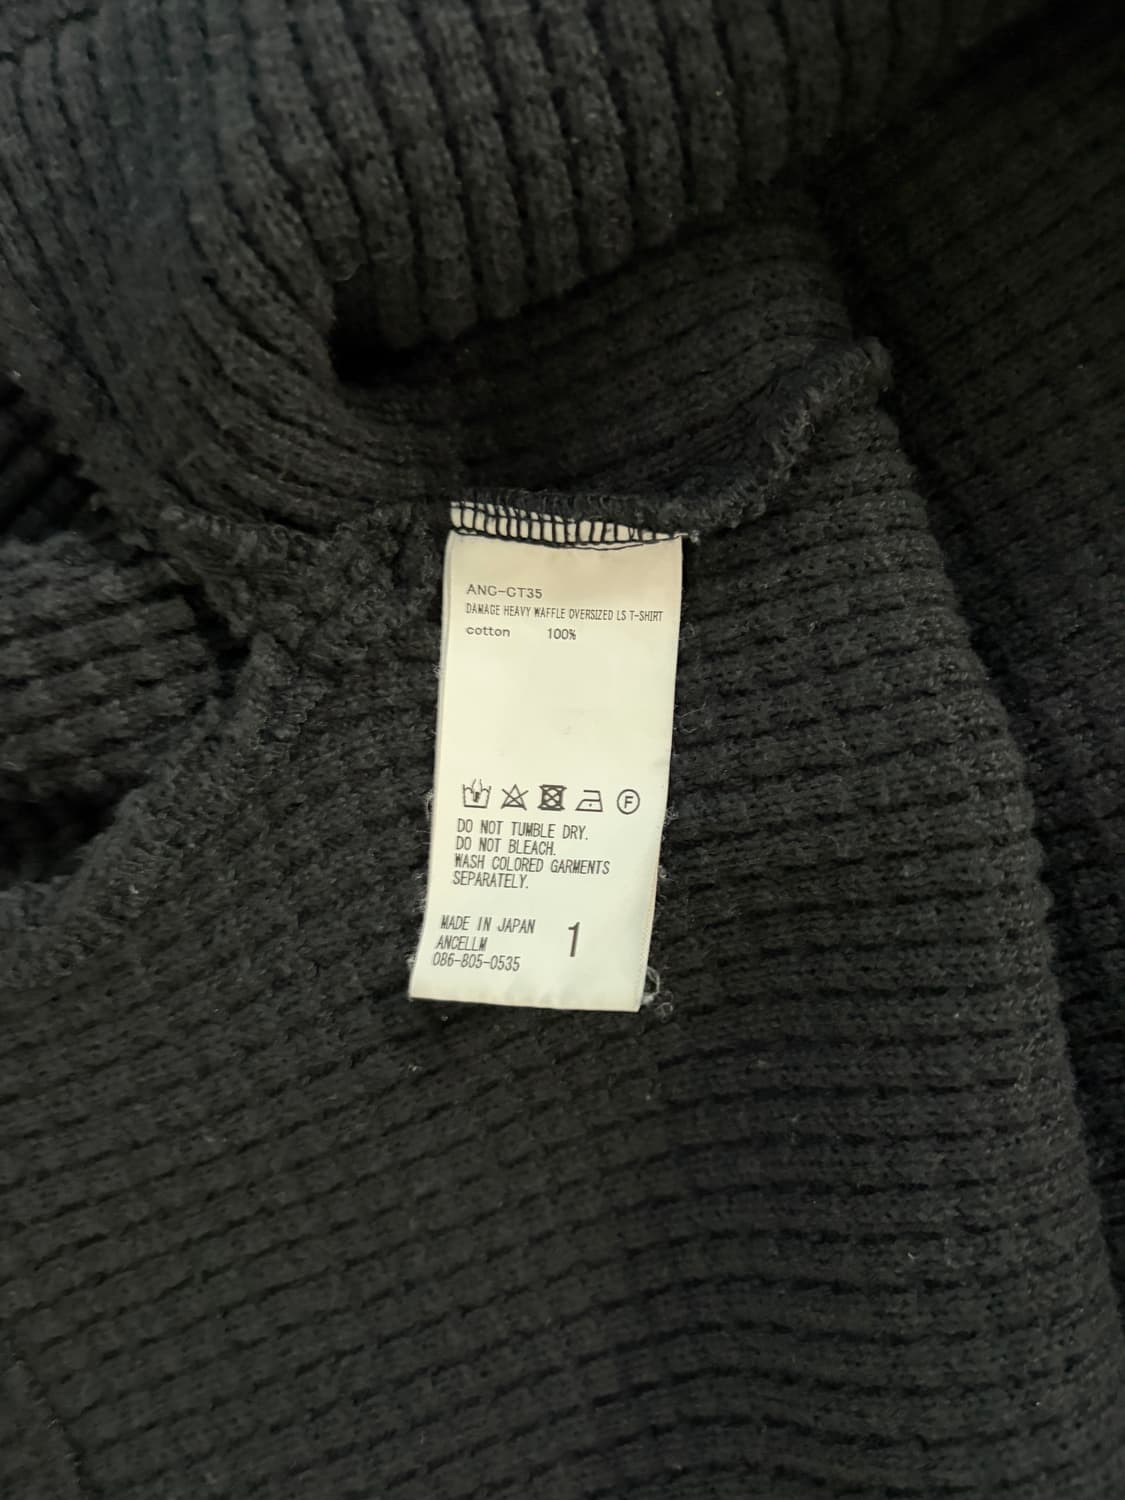 ANC-CT35
DAMAGE HEAVY WAFFLE OVERSIZED LS T-SHIRT
cotton 100%
F
DO NOT TUMBLE DRY.
DO NOT BLEACH.
WASH COLORED GARMENTS
SEPARATELY.
MADE IN JAPAN
ANCELLM
086-805-0535
1